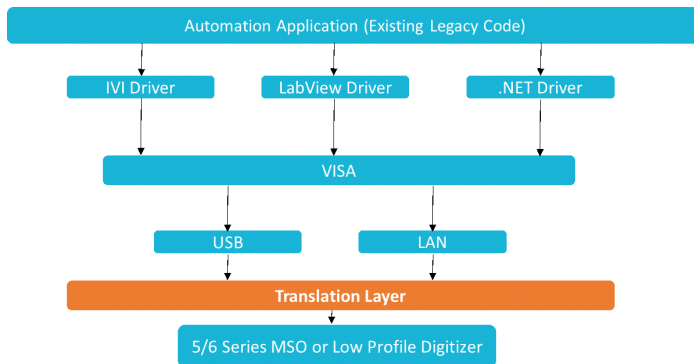 Automation Application (Existing Legacy Code)
IVI Driver
LabView Driver
.NET Driver
VISA
USB
LAN
Translation Layer
5/6 Series MSO or Low Profile Digitizer